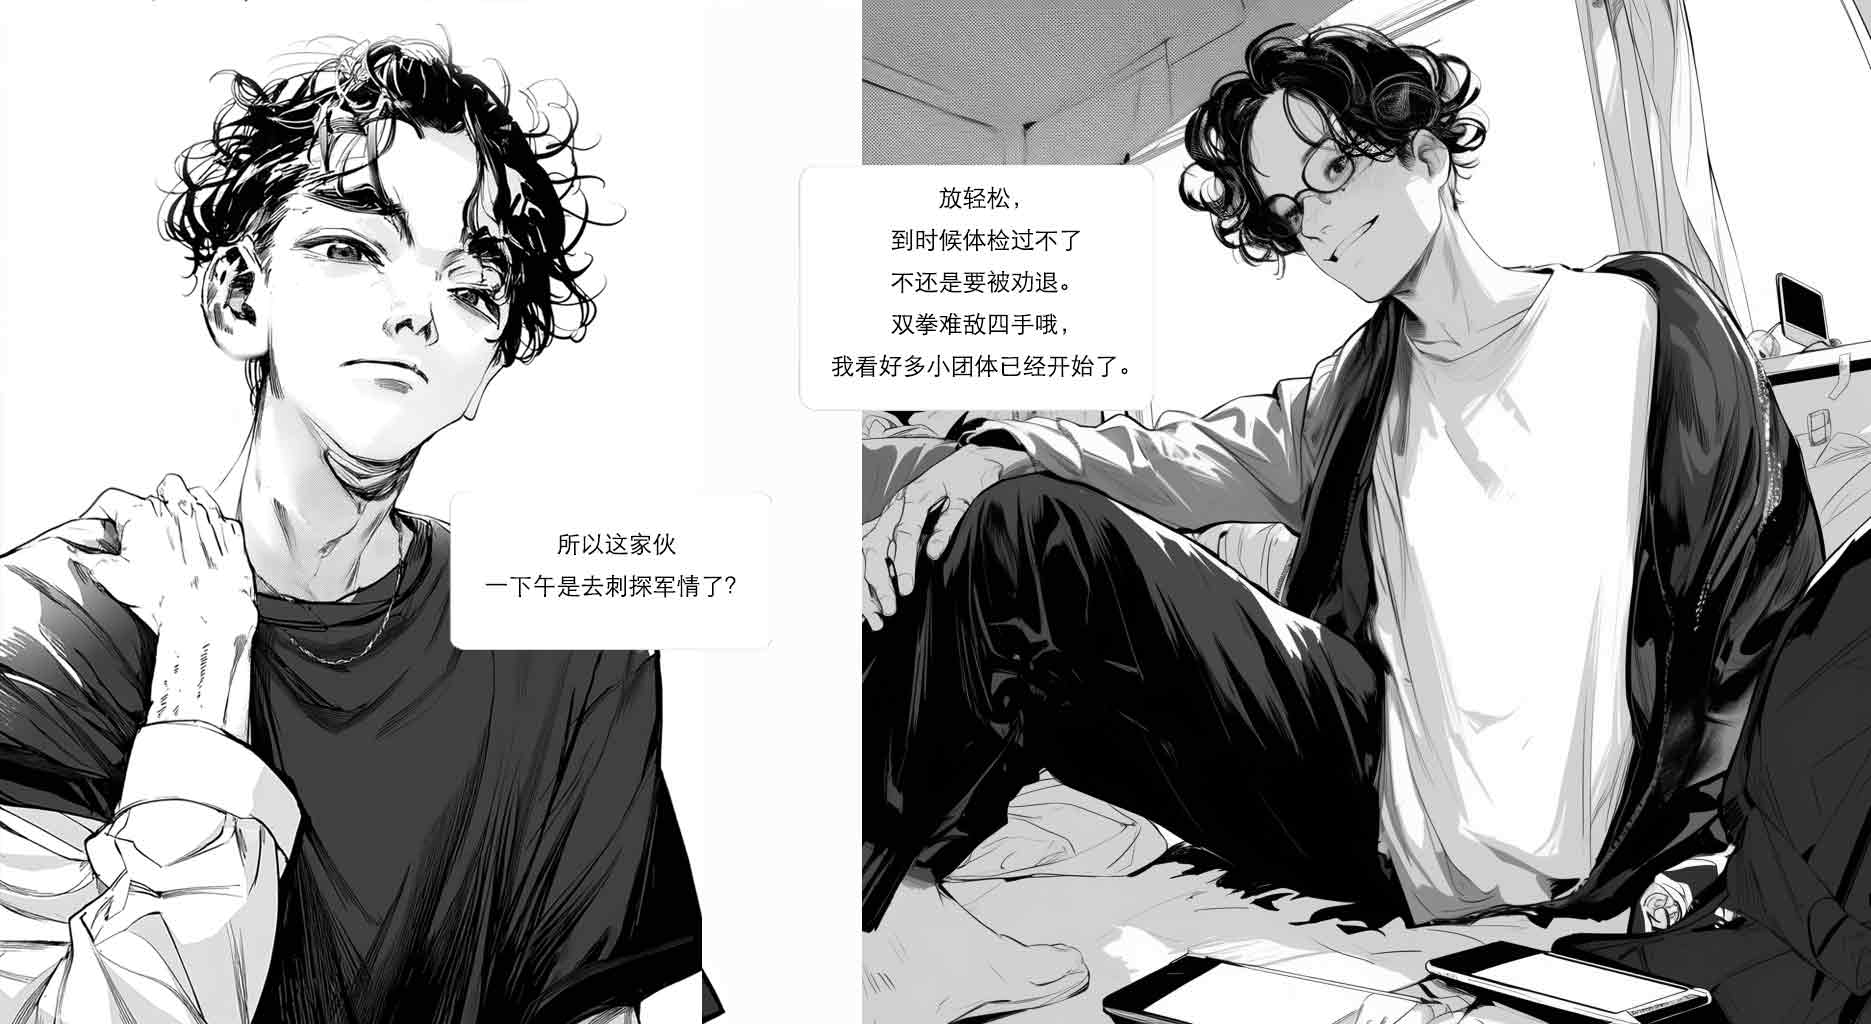 放轻松，
到时候体检过不了
不还是要被劝退。
双拳难敌四手哦，
我看好多小团体已经开始了。
所以这家伙
一下午是去刺探军情了？